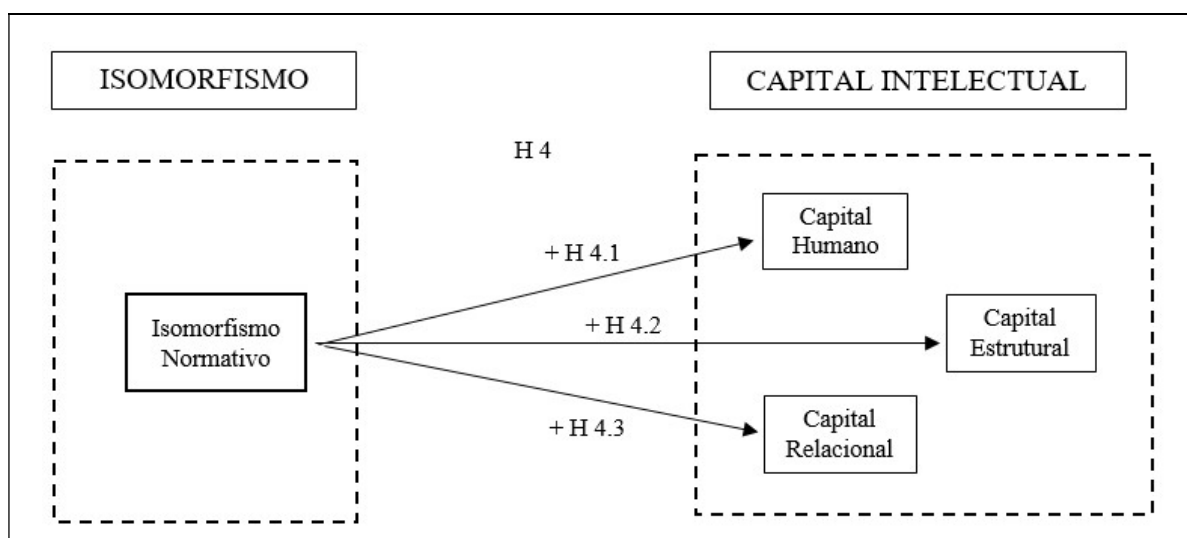 ISOMORFISMO
CAPITAL INTELECTUAL
H 4
Capital
Humano
+ H 4.1
Isomorfismo
Normativo
+ H 4.2
Capital
Estrutural
+ H 4.3
Capital
Relacional